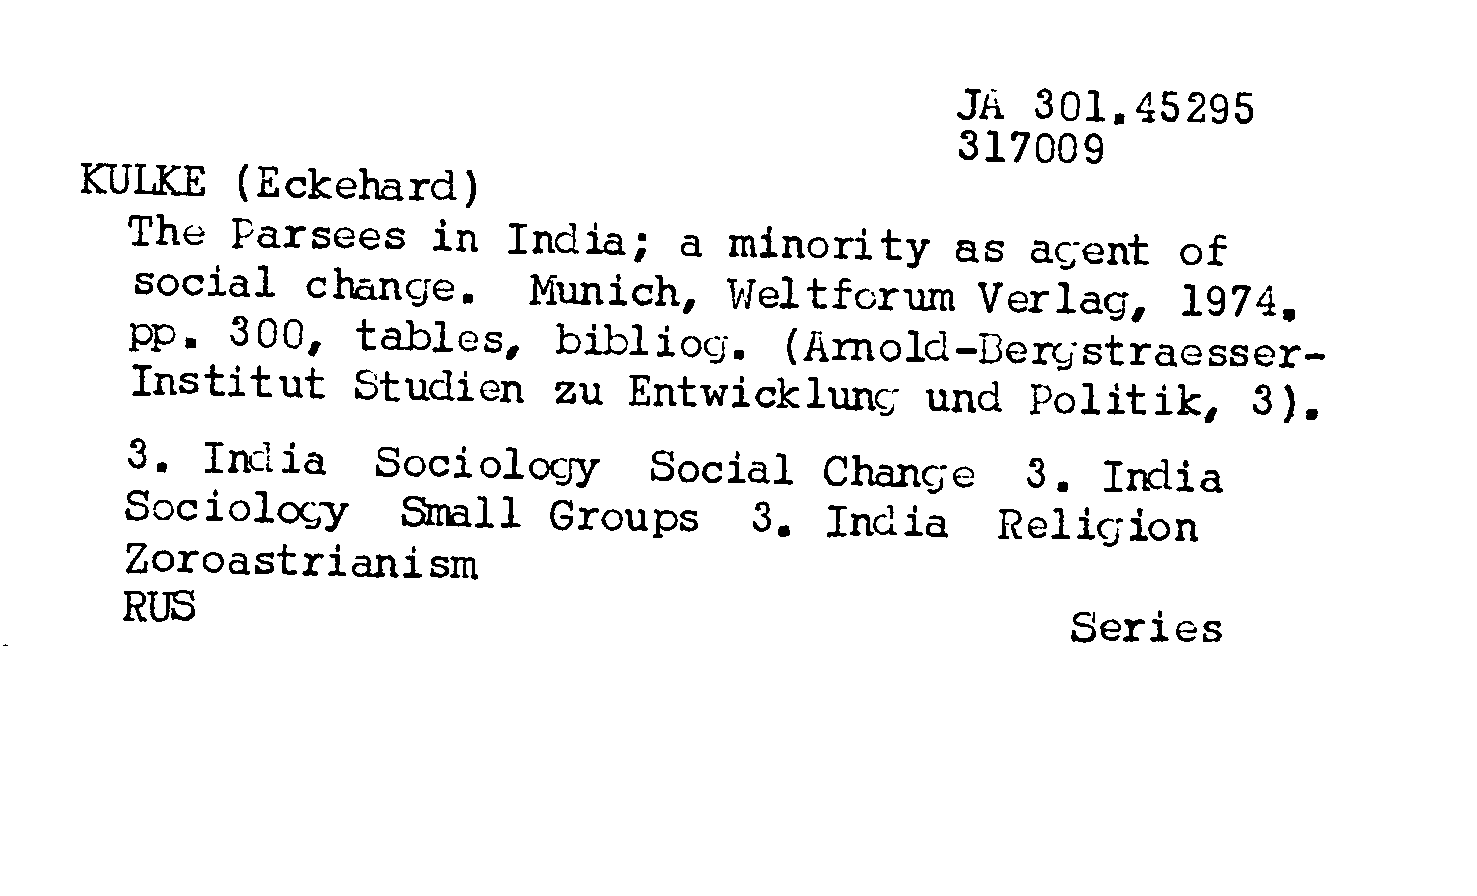 JA 301.45295
317009
KULKE (Eckehard)
The Parsees in India; a minority as agent of
social change. Munich, Weltforum Verlag, 1974.
pp. 300, tables, bibliog. (Arnold-Bergstraesser-
Institut Studien zu Entwicklung und Politik, 3).
3. India Sociology Social Change 3. India
Sociology Small Groups 3. India Religion
Zoroastrianism
RUS
Series